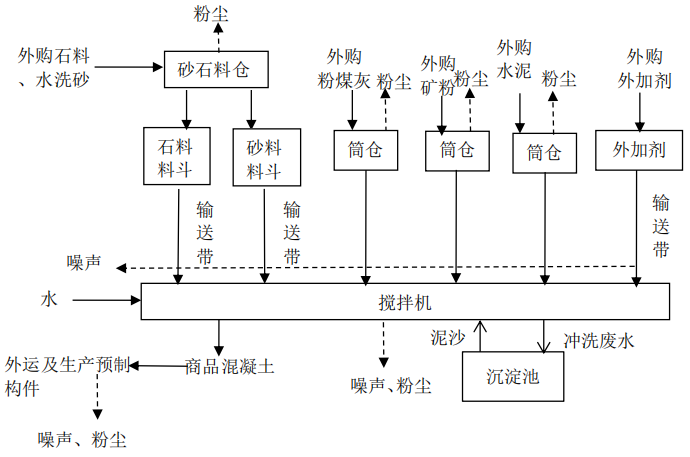 粉尘
外购石料
、水洗砂
砂石料仓
外购
粉煤灰
粉尘
外购
矿粉
粉尘
外购
水泥
粉尘
外购
外加剂
石料
料斗
砂料
料斗
筒仓
筒仓
筒仓
外加剂
输送带
输送带
输送带
噪声
水
搅拌机
泥沙
冲洗废水
外运及生产预制
构件
商品混凝土
噪声、粉尘
沉淀池
噪声、粉尘